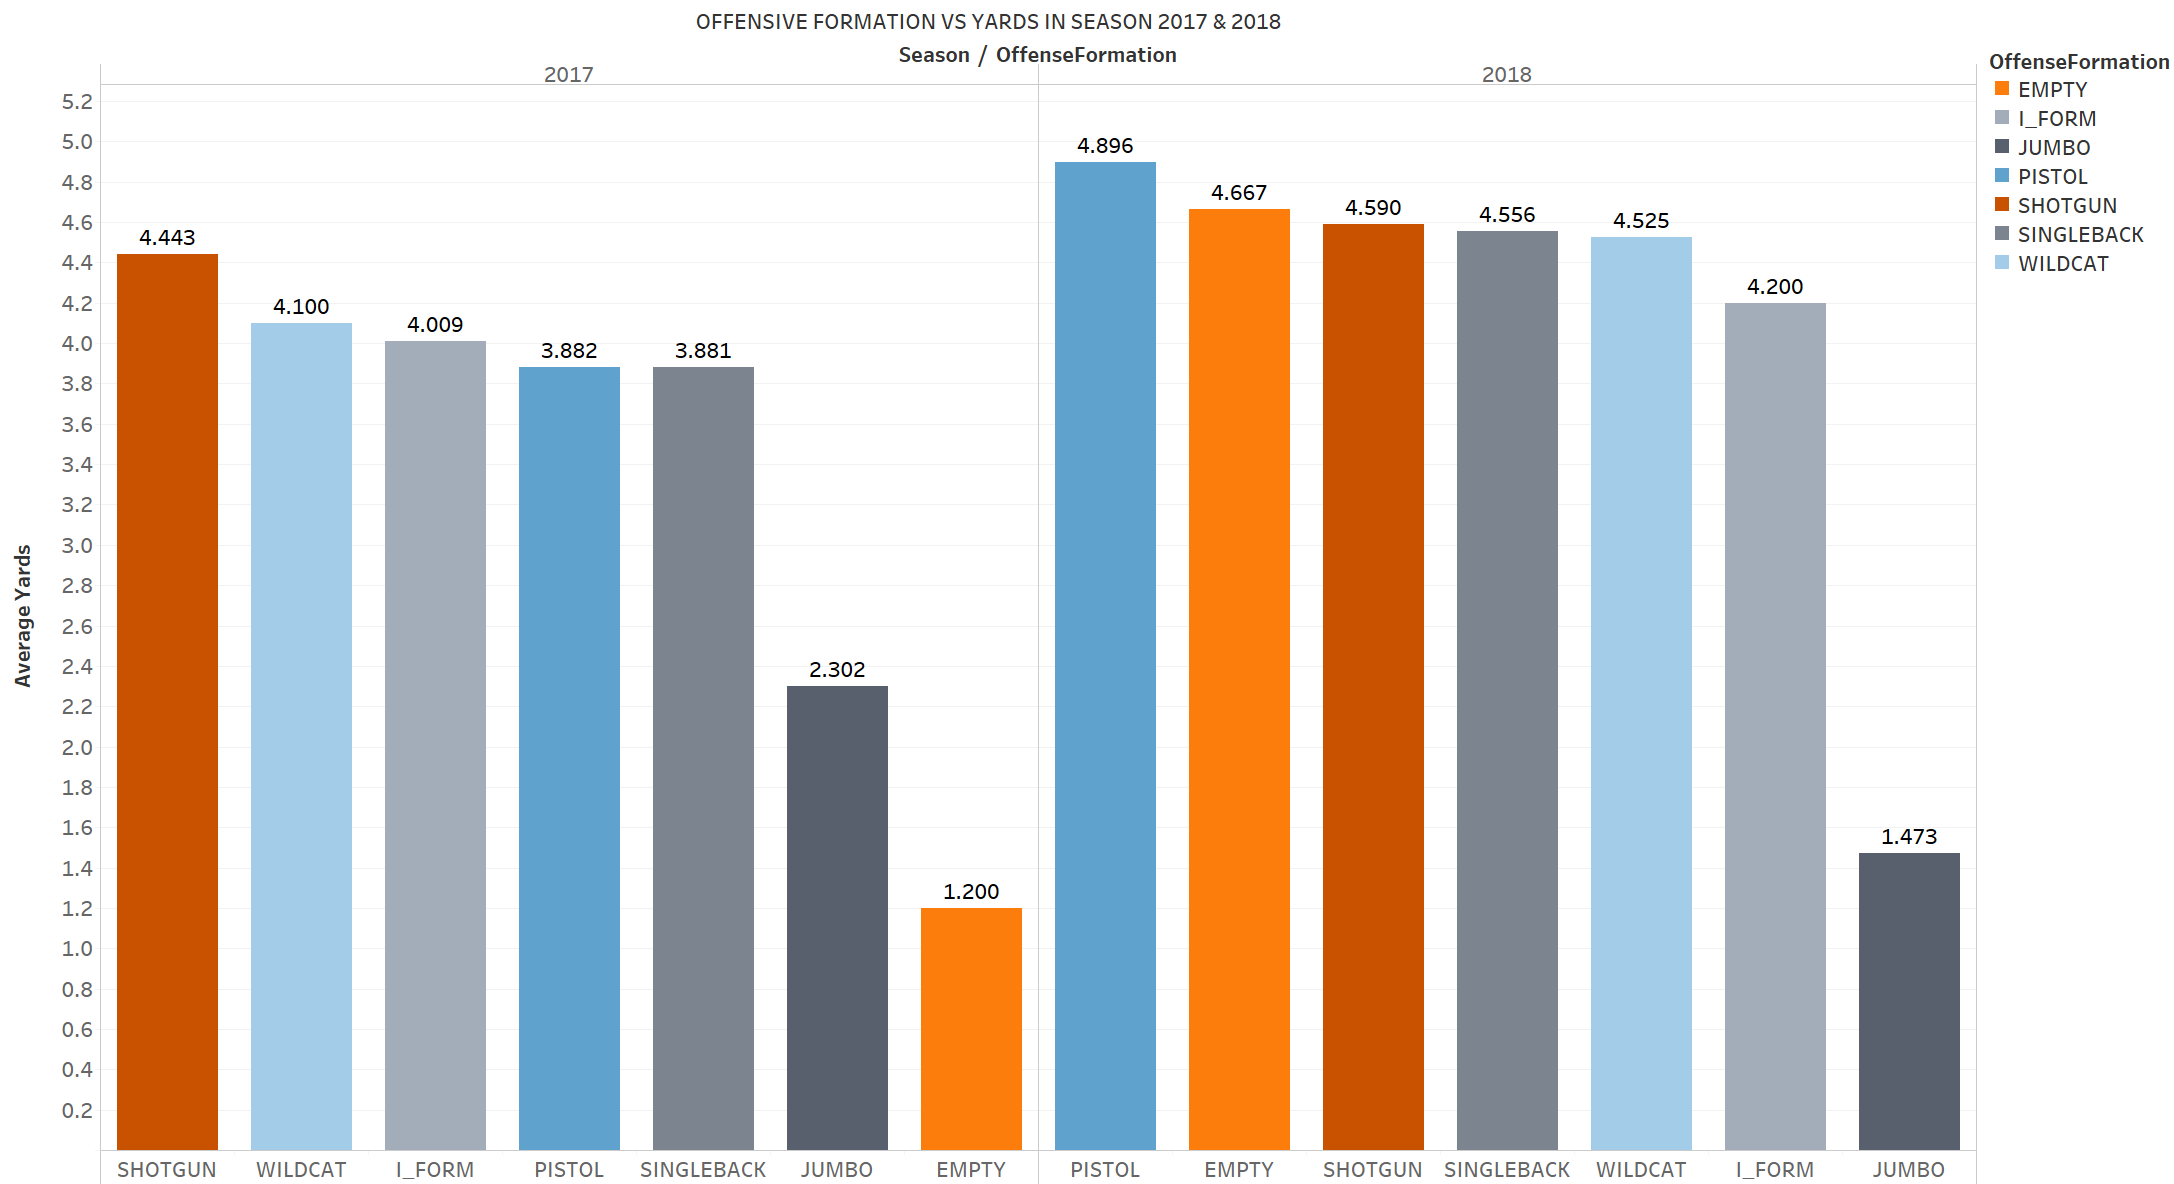 OFFENSIVE FORMATION VS YARDS IN SEASON 2017 & 2018
Season / OffenseFormation
2017
2018
Average Yards
5.2
5.0
4.8
4.6
4.4
4.2
4.0
3.8
3.6
3.4
3.2
3.0
2.8
2.6
2.4
2.2
2.0
1.8
1.6
1.4
1.2
1.0
0.8
0.6
0.4
0.2
4.443
4.100
4.009
3.882
3.881
2.302
1.200
4.896
4.667
4.590
4.556
4.525
4.200
1.473
SHOTGUN
WILDCAT
I_FORM
PISTOL
SINGLEBACK
JUMBO
EMPTY
PISTOL
EMPTY
SHOTGUN
SINGLEBACK
WILDCAT
I_FORM
JUMBO
OffenseFormation
EMPTY
I_FORM
JUMBO
PISTOL
SHOTGUN
SINGLEBACK
WILDCAT